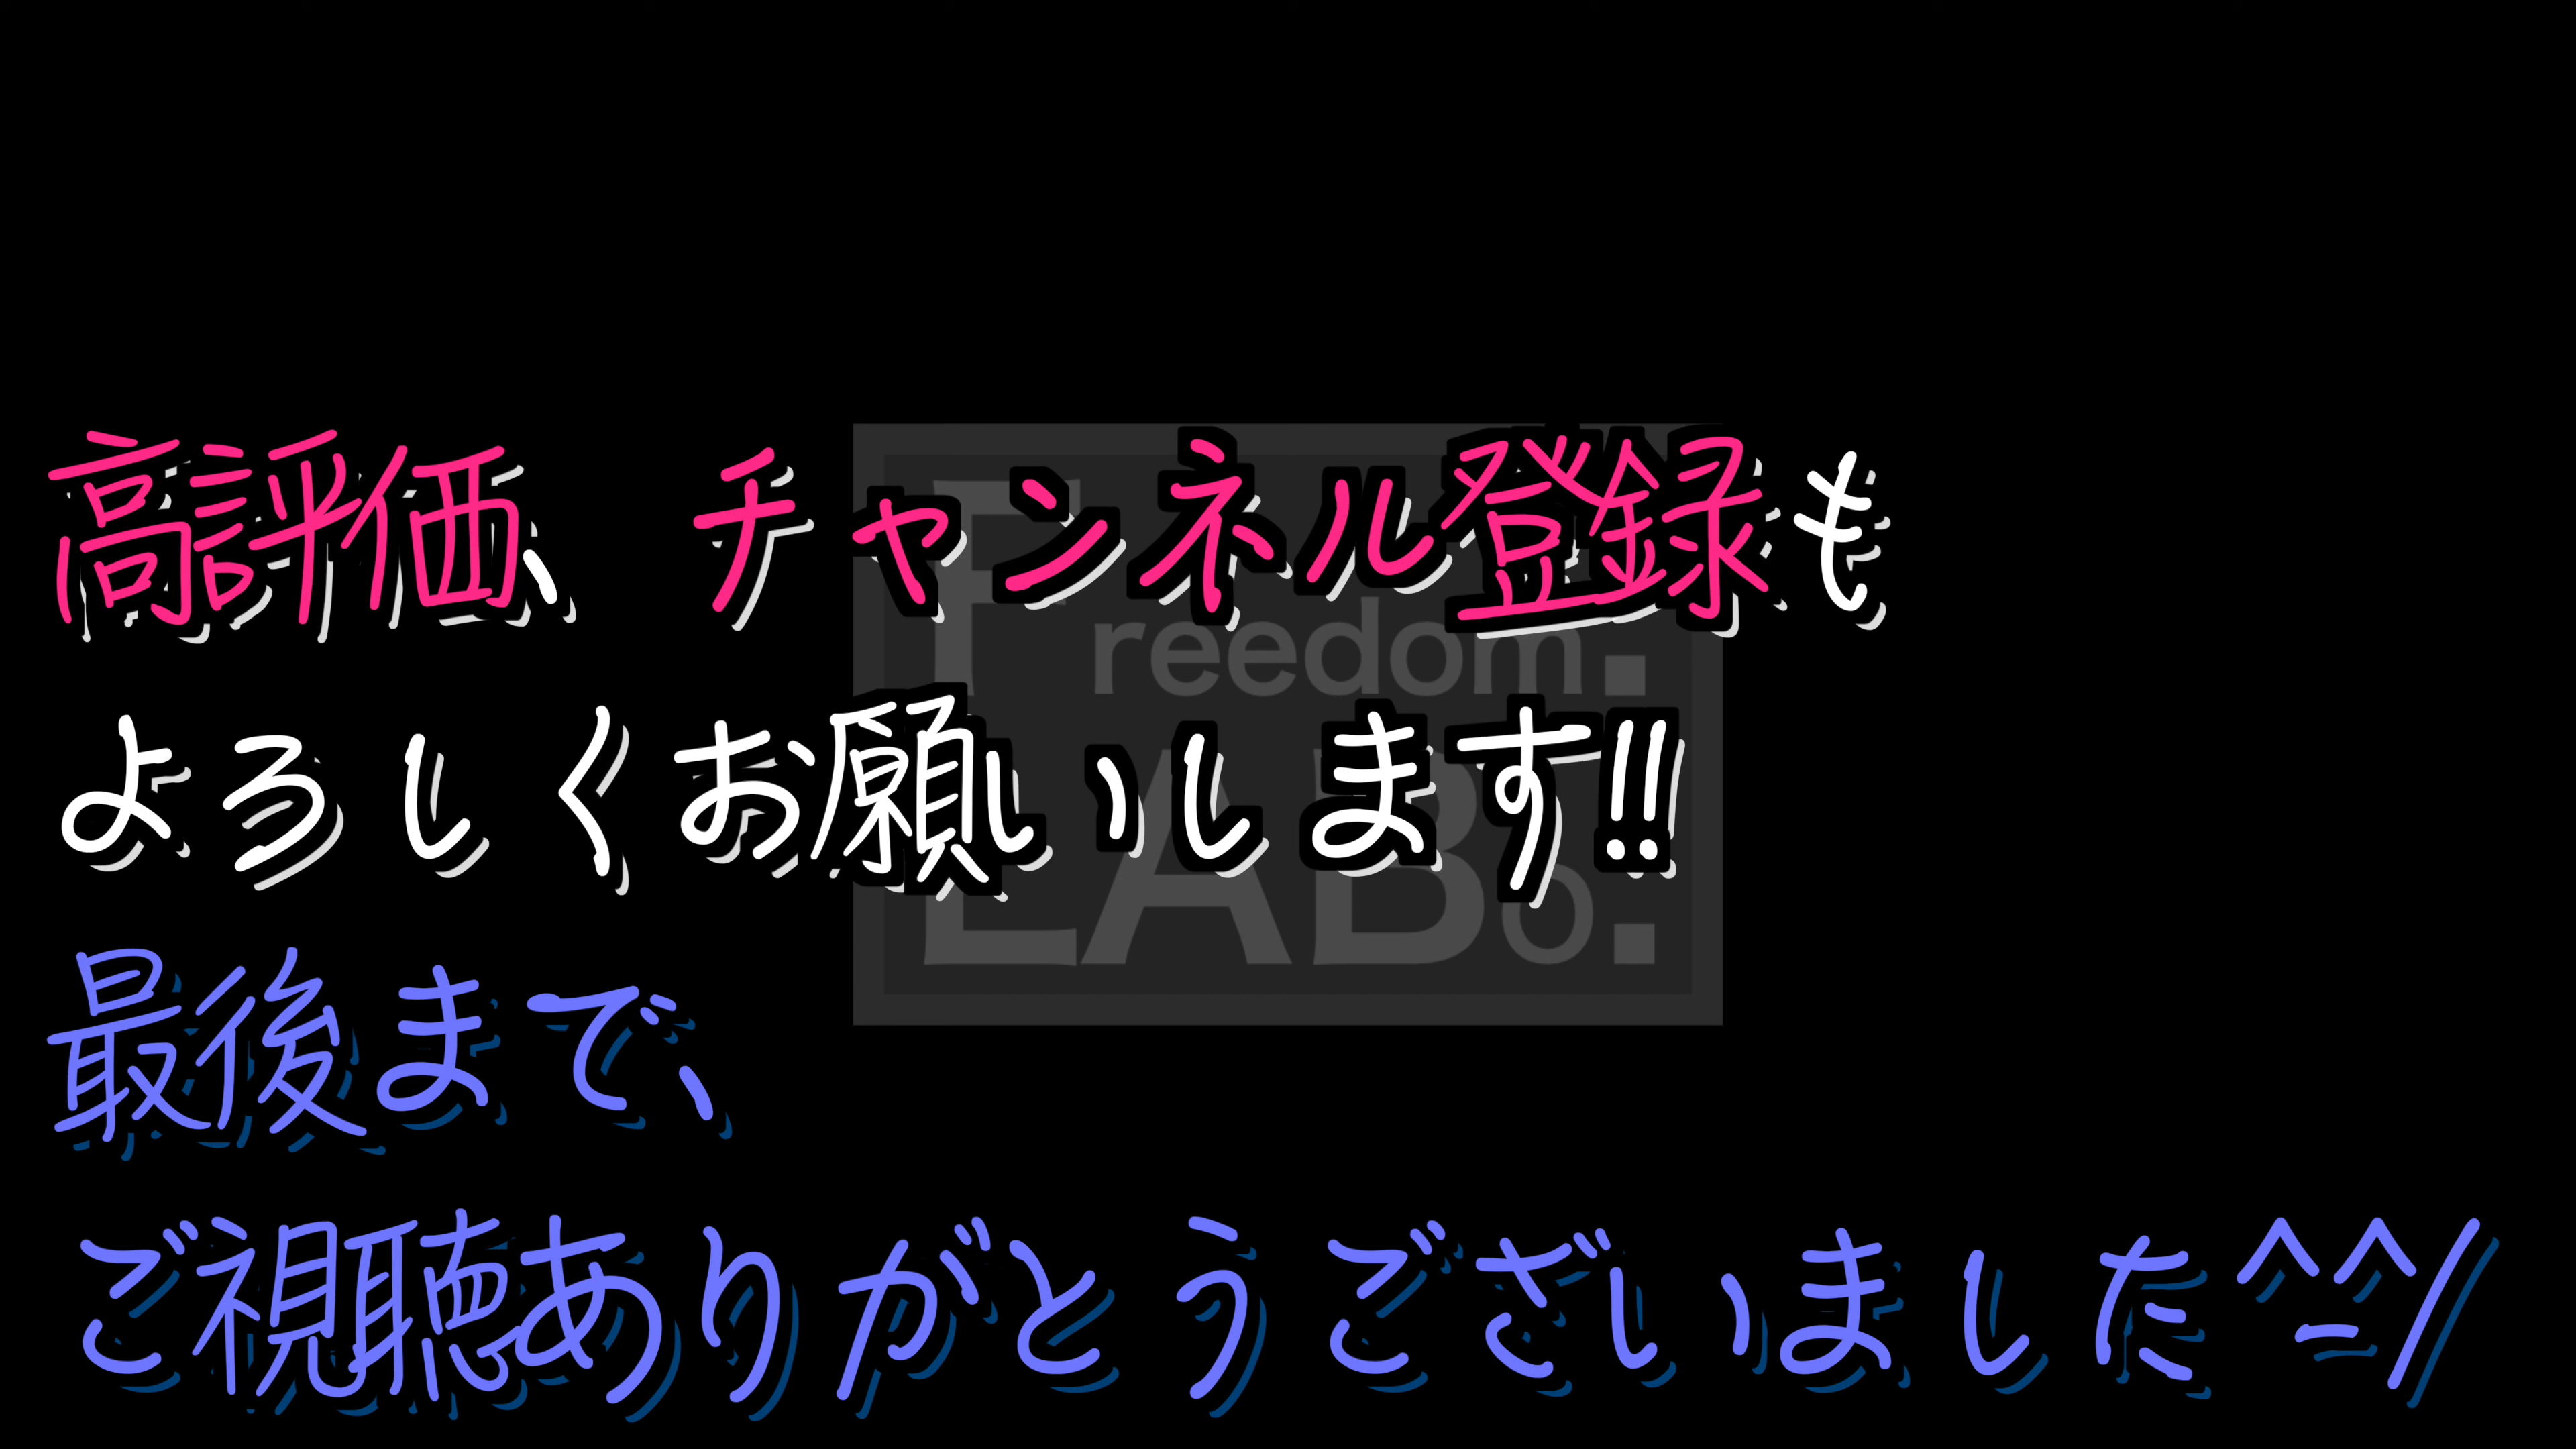 高評価、チャンネル登録も
Freedom.
よろしくお願いします!!
LABo.
最後まで、
ご視聴ありがとうございました^_^/